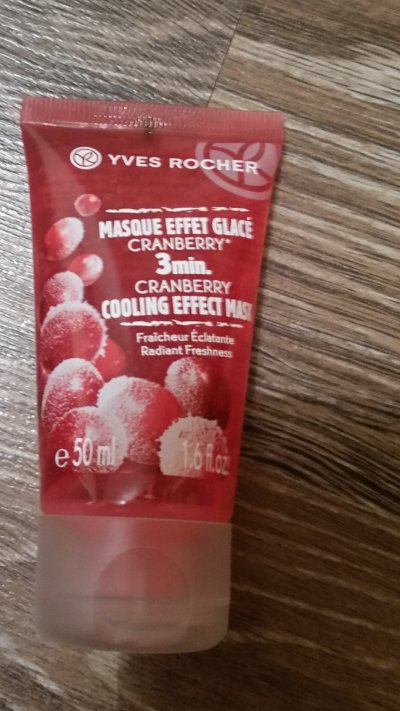 YVES ROCHER
MASQUE EFFET GLACÉ
CRANBERRY*
3min.
CRANBERRY
COOLING EFFECT MASK
Fraîcheur Éclatante
Radiant Freshness
e 50 ml
1.6 fl.oz.